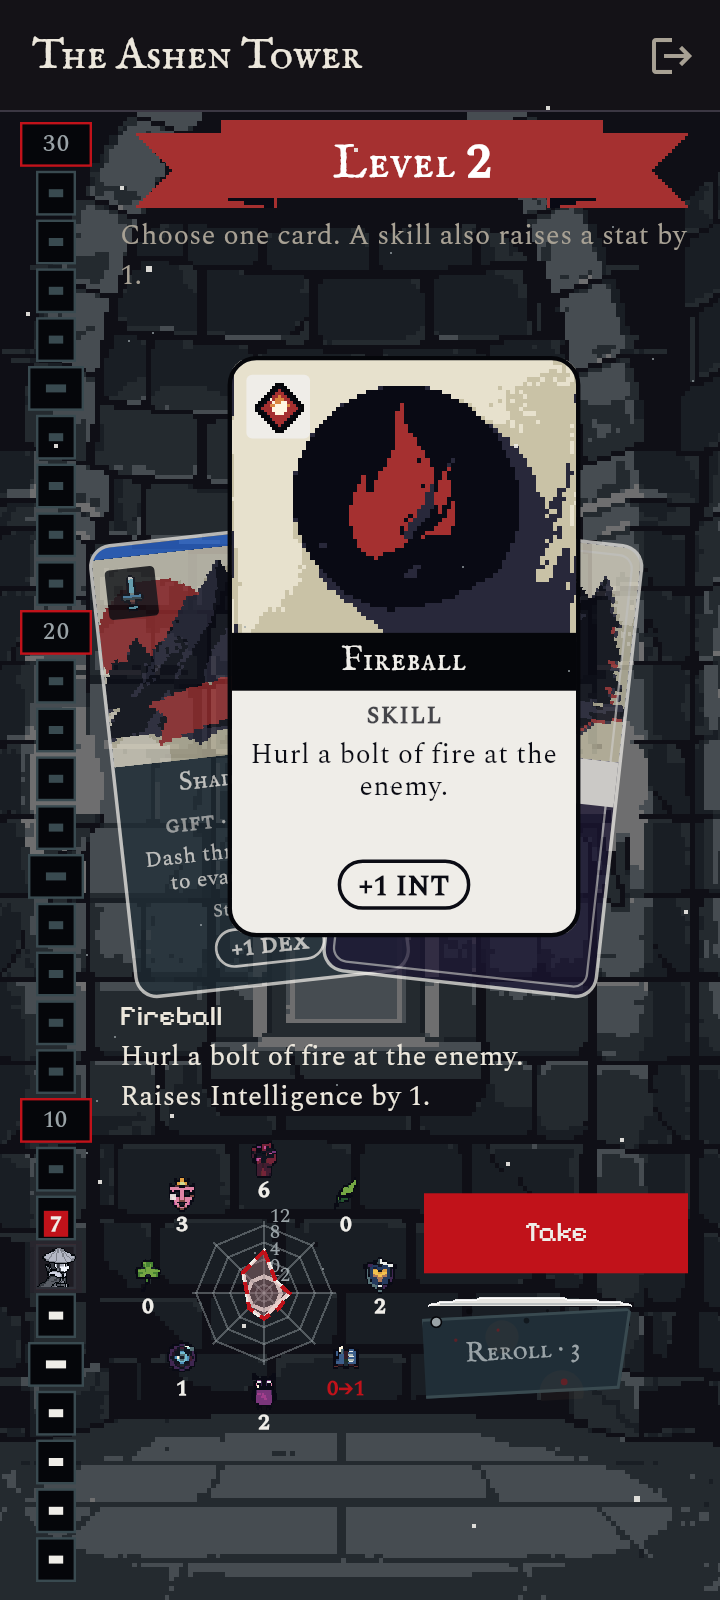 The Ashen Tower
30
Level 2
Choose one card. A skill also raises a stat by
1.
Fireball
SKILL
Hurl a bolt of fire at the
enemy.
+1 INT
20
GIFT ·
Dash
to
+1 DEX
Fireball
Hurl a bolt of fire at the enemy.
Raises Intelligence by 1.
10
7
6
3
0
12
8
4
0
2
0
2
1
0→1
2
Take
Reroll · 3